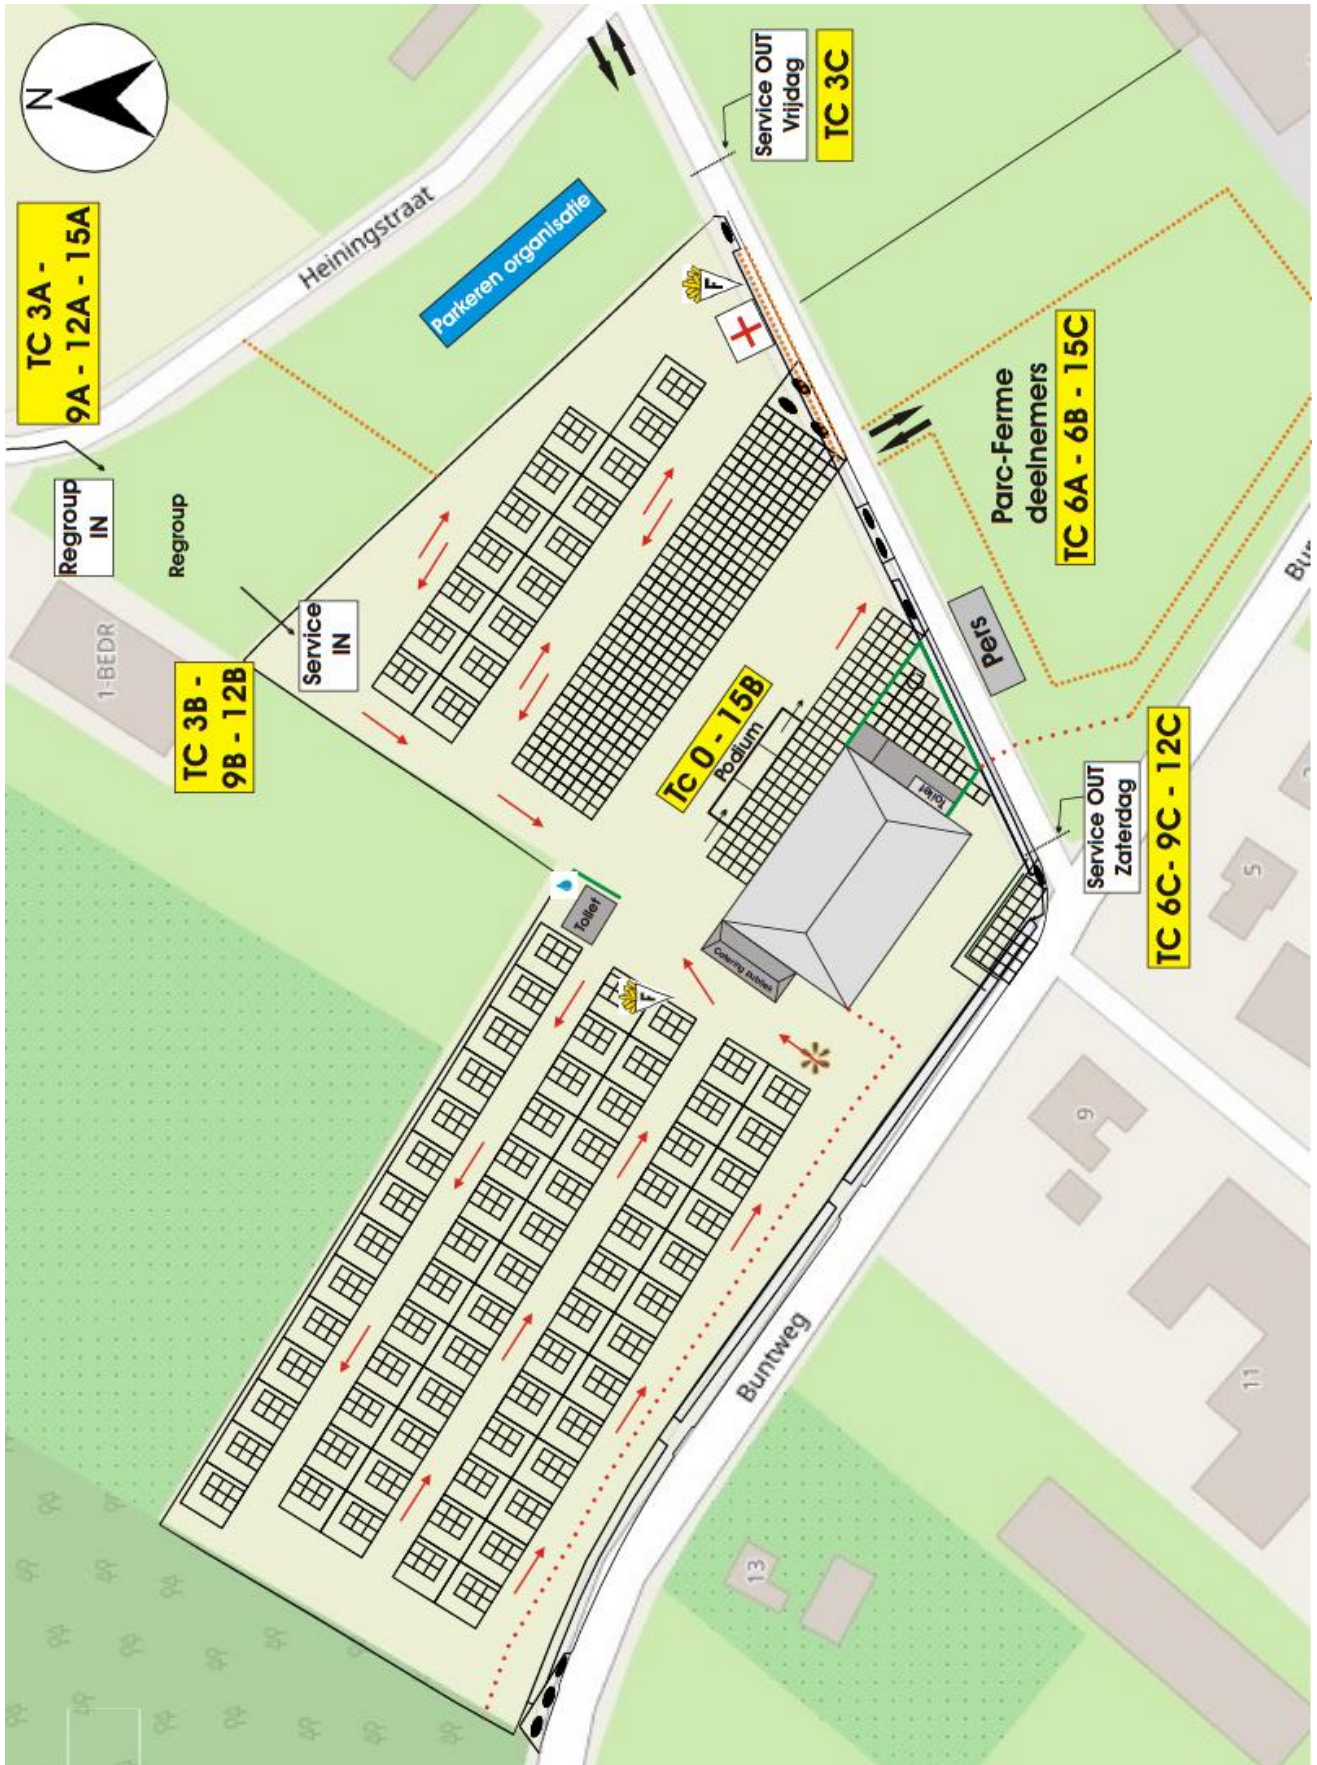 N
TC 3A -
9A - 12A - 15A
Regroup
IN
Regroup
Heiningstraat
Parkeren organisatie
Service OUT
Vrijdag
TC 3C
F
1-BEDR
TC 3B -
9B - 12B
Service
IN
Parc-Ferme
deelnemers
TC 6A - 6B - 15C
Pers
TC 0 - 15B
Podium
Toilet
Toilet
Catering Publiek
F
Service OUT
Zaterdag
TC 6C- 9C - 12C
5
9
11
Buntweg
13